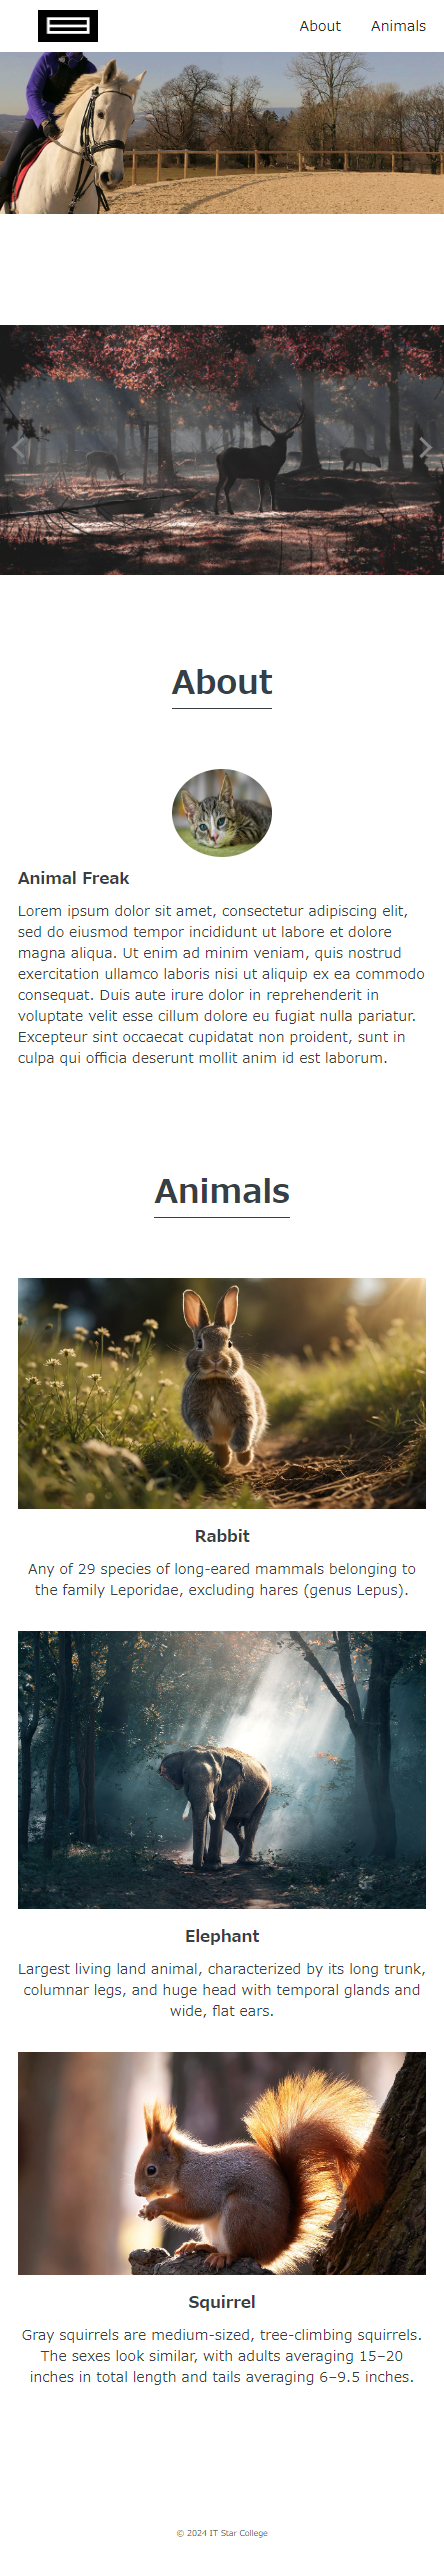 About Animals
About
Animal Freak
Lorem ipsum dolor sit amet, consectetur adipiscing elit,
sed do eiusmod tempor incididunt ut labore et dolore
magna aliqua. Ut enim ad minim veniam, quis nostrud
exercitation ullamco laboris nisi ut aliquip ex ea commodo
consequat. Duis aute irure dolor in reprehenderit in
voluptate velit esse cillum dolore eu fugiat nulla pariatur.
Excepteur sint occaecat cupidatat non proident, sunt in
culpa qui officia deserunt mollit anim id est laborum.
Animals
Rabbit
Any of 29 species of long-eared mammals belonging to
the family Leporidae, excluding hares (genus Lepus).
Elephant
Largest living land animal, characterized by its long trunk,
columnar legs, and huge head with temporal glands and
wide, flat ears.
Squirrel
Gray squirrels are medium-sized, tree-climbing squirrels.
The sexes look similar, with adults averaging 15–20
inches in total length and tails averaging 6–9.5 inches.
© 2024 IT Star College